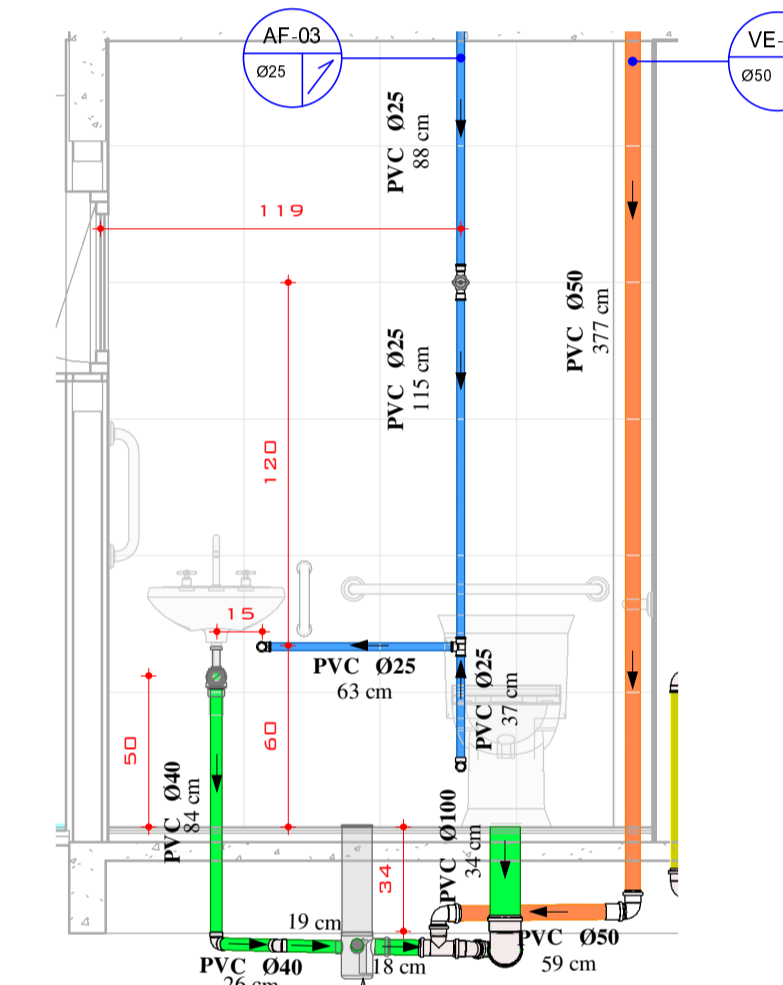 AF-03
Ø25
VE-
Ø50
PVC Ø25
88 cm
119
PVC Ø50
377 cm
PVC Ø25
115 cm
120
15
PVC Ø25
63 cm
PVC Ø25
37 cm
50
60
PVC Ø40
84 cm
PVC Ø100
34 cm
34
19 cm
18 cm
PVC Ø50
59 cm
PVC Ø40
26 cm